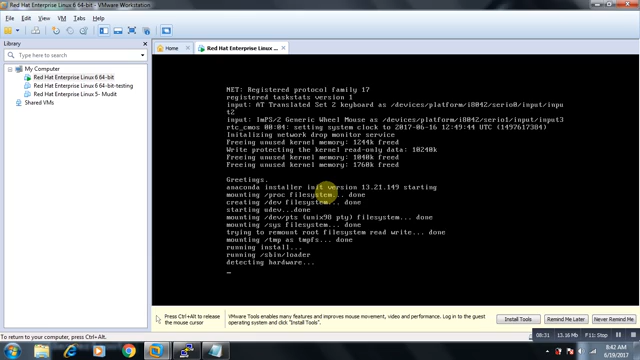 Red Hat Enterprise Linux 6 64-bit - VMware Workstation
File Edit View VM Tabs Help
Library
Type here to search
My Computer
Red Hat Enterprise Linux 6 64-bit
Red Hat Enterprise Linux 6 64-bit-testing
Red Hat Enterprise Linux 5- Mudit
Shared VMs
Home
Red Hat Enterprise Linux ...
NET: Registered protocol family 17
registered taskstats version 1
input: AT Translated Set 2 keyboard as /devices/platform/i8042/serio0/input/inpu
t2
input: ImPS/2 Generic Wheel Mouse as /devices/platform/i8042/serio1/input/input3
rtc_cmos 00:04: setting system clock to 2017-06-16 12:49:44 UTC (1497617384)
Initalizing network drop monitor service
Freeing unused kernel memory: 1244k freed
Write protecting the kernel read-only data: 10240k
Freeing unused kernel memory: 1040k freed
Freeing unused kernel memory: 1760k freed
Greetings.
anaconda installer init version 13.21.149 starting
mounting /proc filesystem... done
creating /dev filesystem... done
starting udev...done
mounting /dev/pts (unix98 pty) filesystem... done
mounting /sys filesystem... done
trying to remount root filesystem read write... done
mounting /tmp as tmpfs... done
running install...
running /sbin/loader
detecting hardware...
_
Press Ctrl+Alt to release
the mouse cursor
VMware Tools enables many features and improves mouse movement, video and performance. Log in to the guest
operating system and click "Install Tools".
Install Tools
Remind Me Later
Never Remind Me
To return to your computer, press Ctrl+Alt.
08:31
13.16 Mb
F11: Stop
8:42 AM
6/19/2017